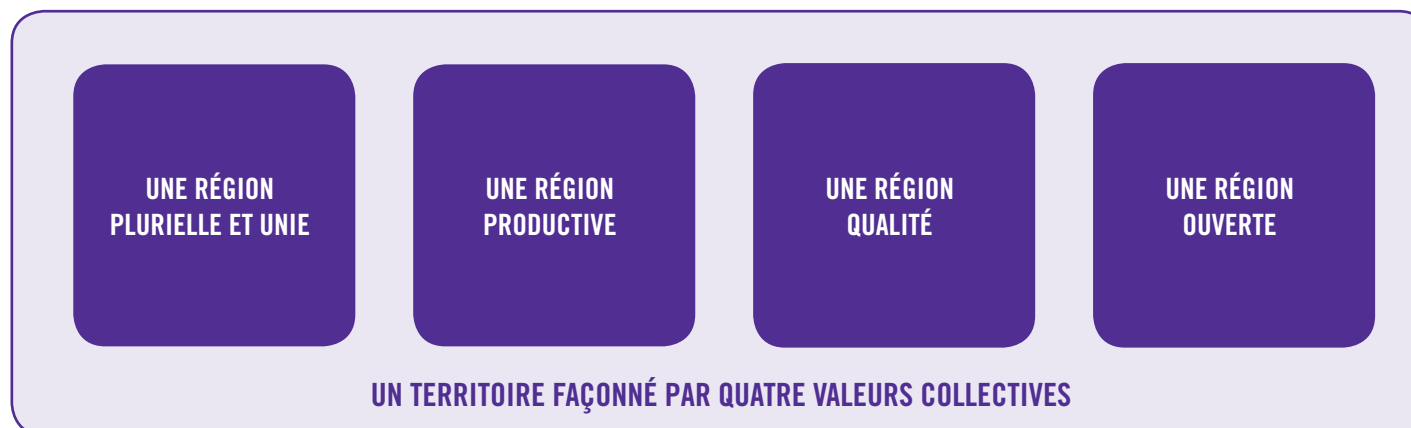 UNE RÉGION
PLURIELLE ET UNIE
UNE RÉGION
PRODUCTIVE
UNE RÉGION
QUALITÉ
UNE RÉGION
OUVERTE
UN TERRITOIRE FAÇONNÉ PAR QUATRE VALEURS COLLECTIVES